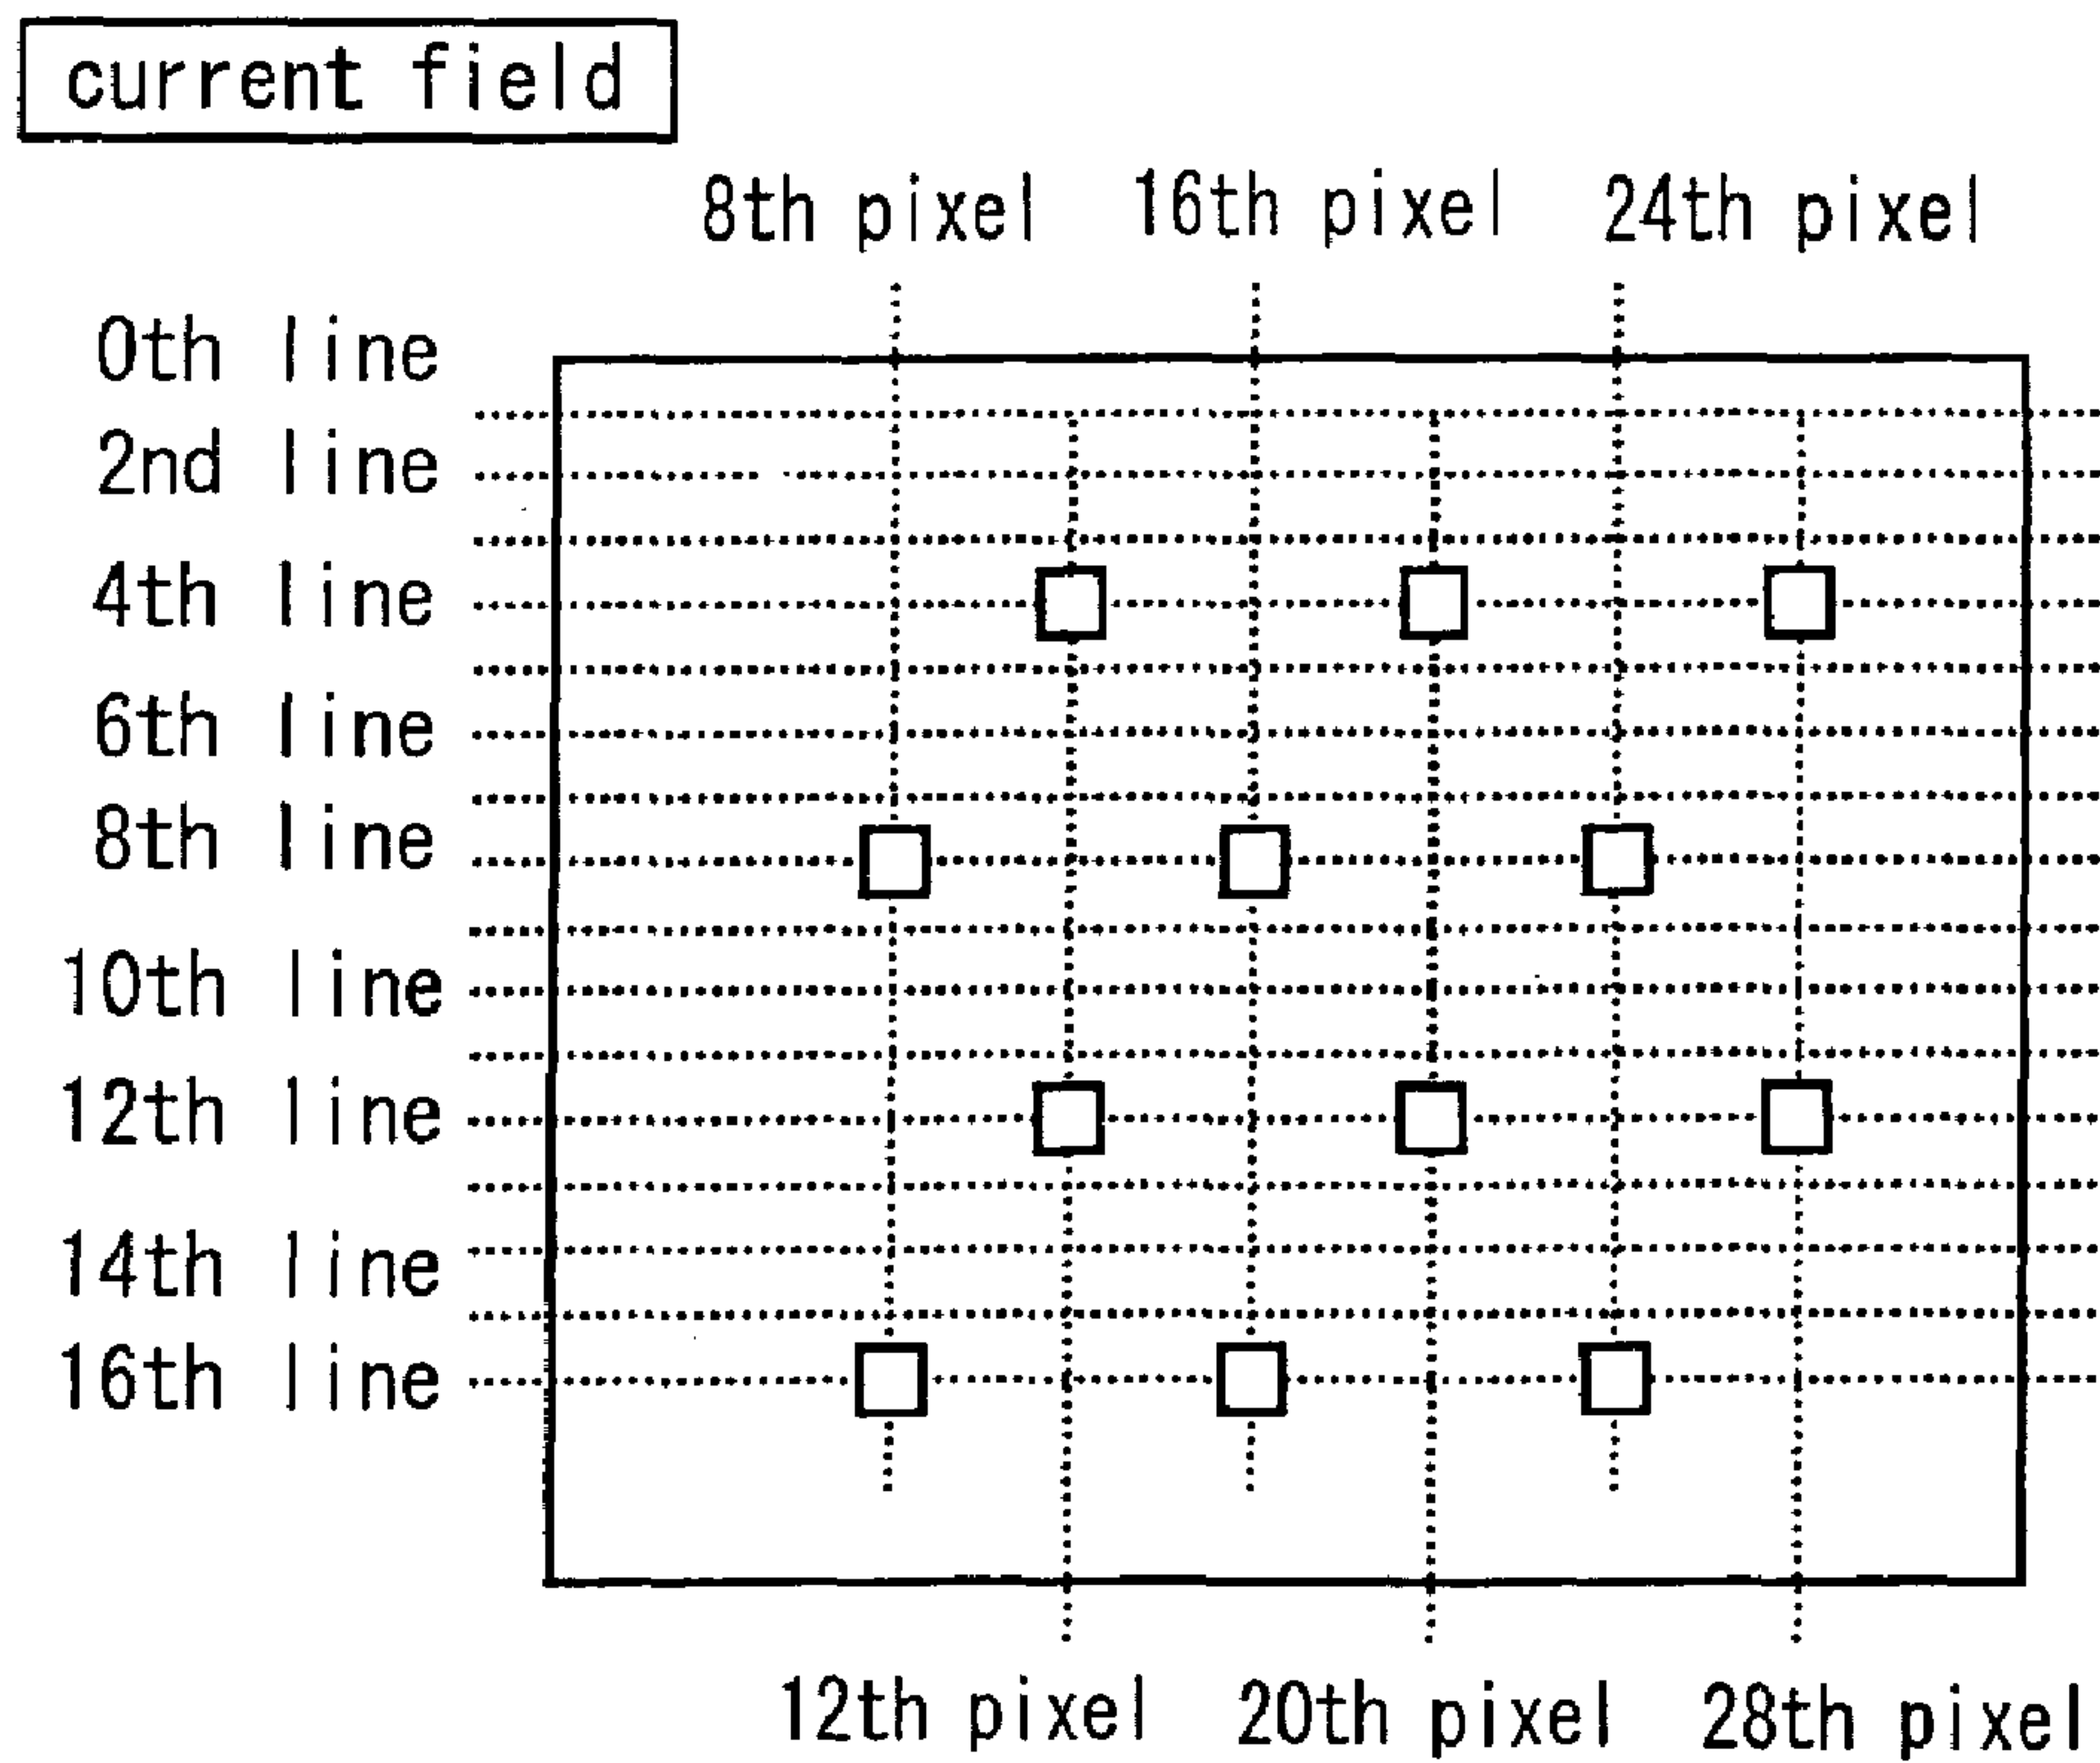 current field
8th pixel 16th pixel 24th pixel
0th line
2nd line
4th line
6th line
8th line
10th line
12th line
14th line
16th line
12th pixel 20th pixel 28th pixel